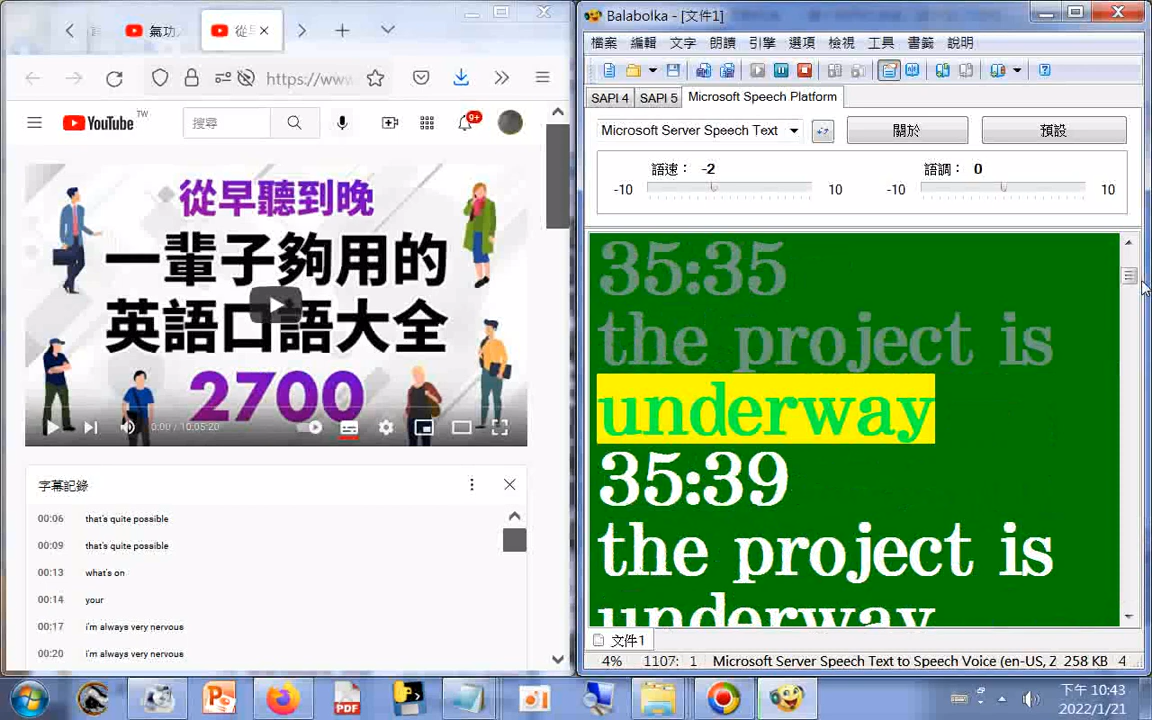 氣功
從
https://www
YouTube TW
搜尋
9+
從早聽到晚
一輩子夠用的
英語口語大全
2700
0:00 / 10:05:20
字幕記錄
00:06 that's quite possible
00:09 that's quite possible
00:13 what's on
00:14 your
00:17 i'm always very nervous
00:20 i'm always very nervous
Balabolka - [文件1]
檔案 編輯 文字 朗讀 引擎 選項 檢視 工具 書籤 說明
SAPI 4 SAPI 5 Microsoft Speech Platform
Microsoft Server Speech Text 關於 預設
語速： -2 語調： 0
-10 10 -10 10
35:35
the project is
underway
35:39
the project is
underway
文件1
4% 1107: 1 Microsoft Server Speech Text to Speech Voice (en-US, Z 258 KB 4
PDF
下午 10:43
2022/1/21